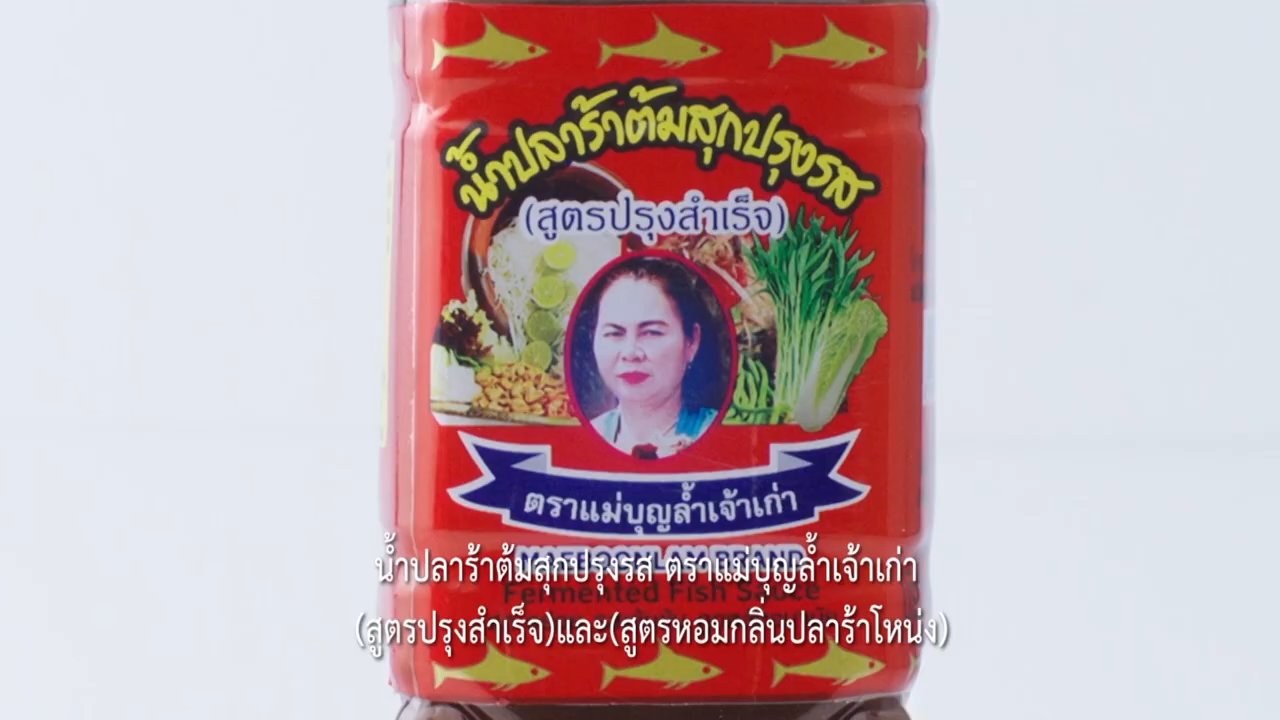 น้ำปลาร้าต้มสุกปรุงรส
(สูตรปรุงสำเร็จ)
ตราแม่บุญล้ำเจ้าเก่า
น้ำปลาร้าต้มสุกปรุงรส ตราแม่บุญล้ำเจ้าเก่า
Fermented Fish Sauce
(สูตรปรุงสำเร็จ)และ(สูตรหอมกลิ่นปลาร้าโหน่ง)